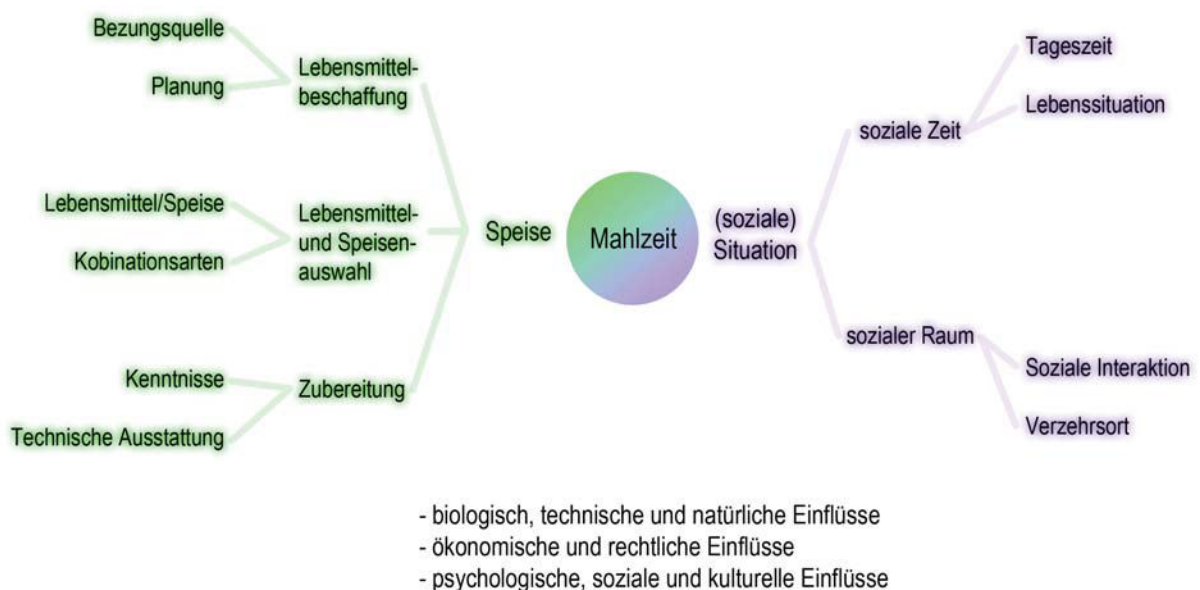 Bezungsquelle
Planung
Lebensmittel-
beschaffung
Lebensmittel/Speise
Kobinationsarten
Lebensmittel-
und Speisen-
auswahl
Kenntnisse
Technische Ausstattung
Zubereitung
Speise
Mahlzeit
(soziale)
Situation
soziale Zeit
Tageszeit
Lebenssituation
sozialer Raum
Soziale Interaktion
Verzehrsort
- biologisch, technische und natürliche Einflüsse
- ökonomische und rechtliche Einflüsse
- psychologische, soziale und kulturelle Einflüsse